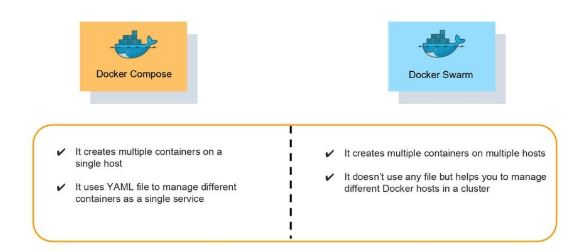 Docker Compose
Docker Swarm
✔ It creates multiple containers on a
single host
✔ It uses YAML file to manage different
containers as a single service
✔ It creates multiple containers on multiple hosts
✔ It doesn't use any file but helps you to manage
different Docker hosts in a cluster